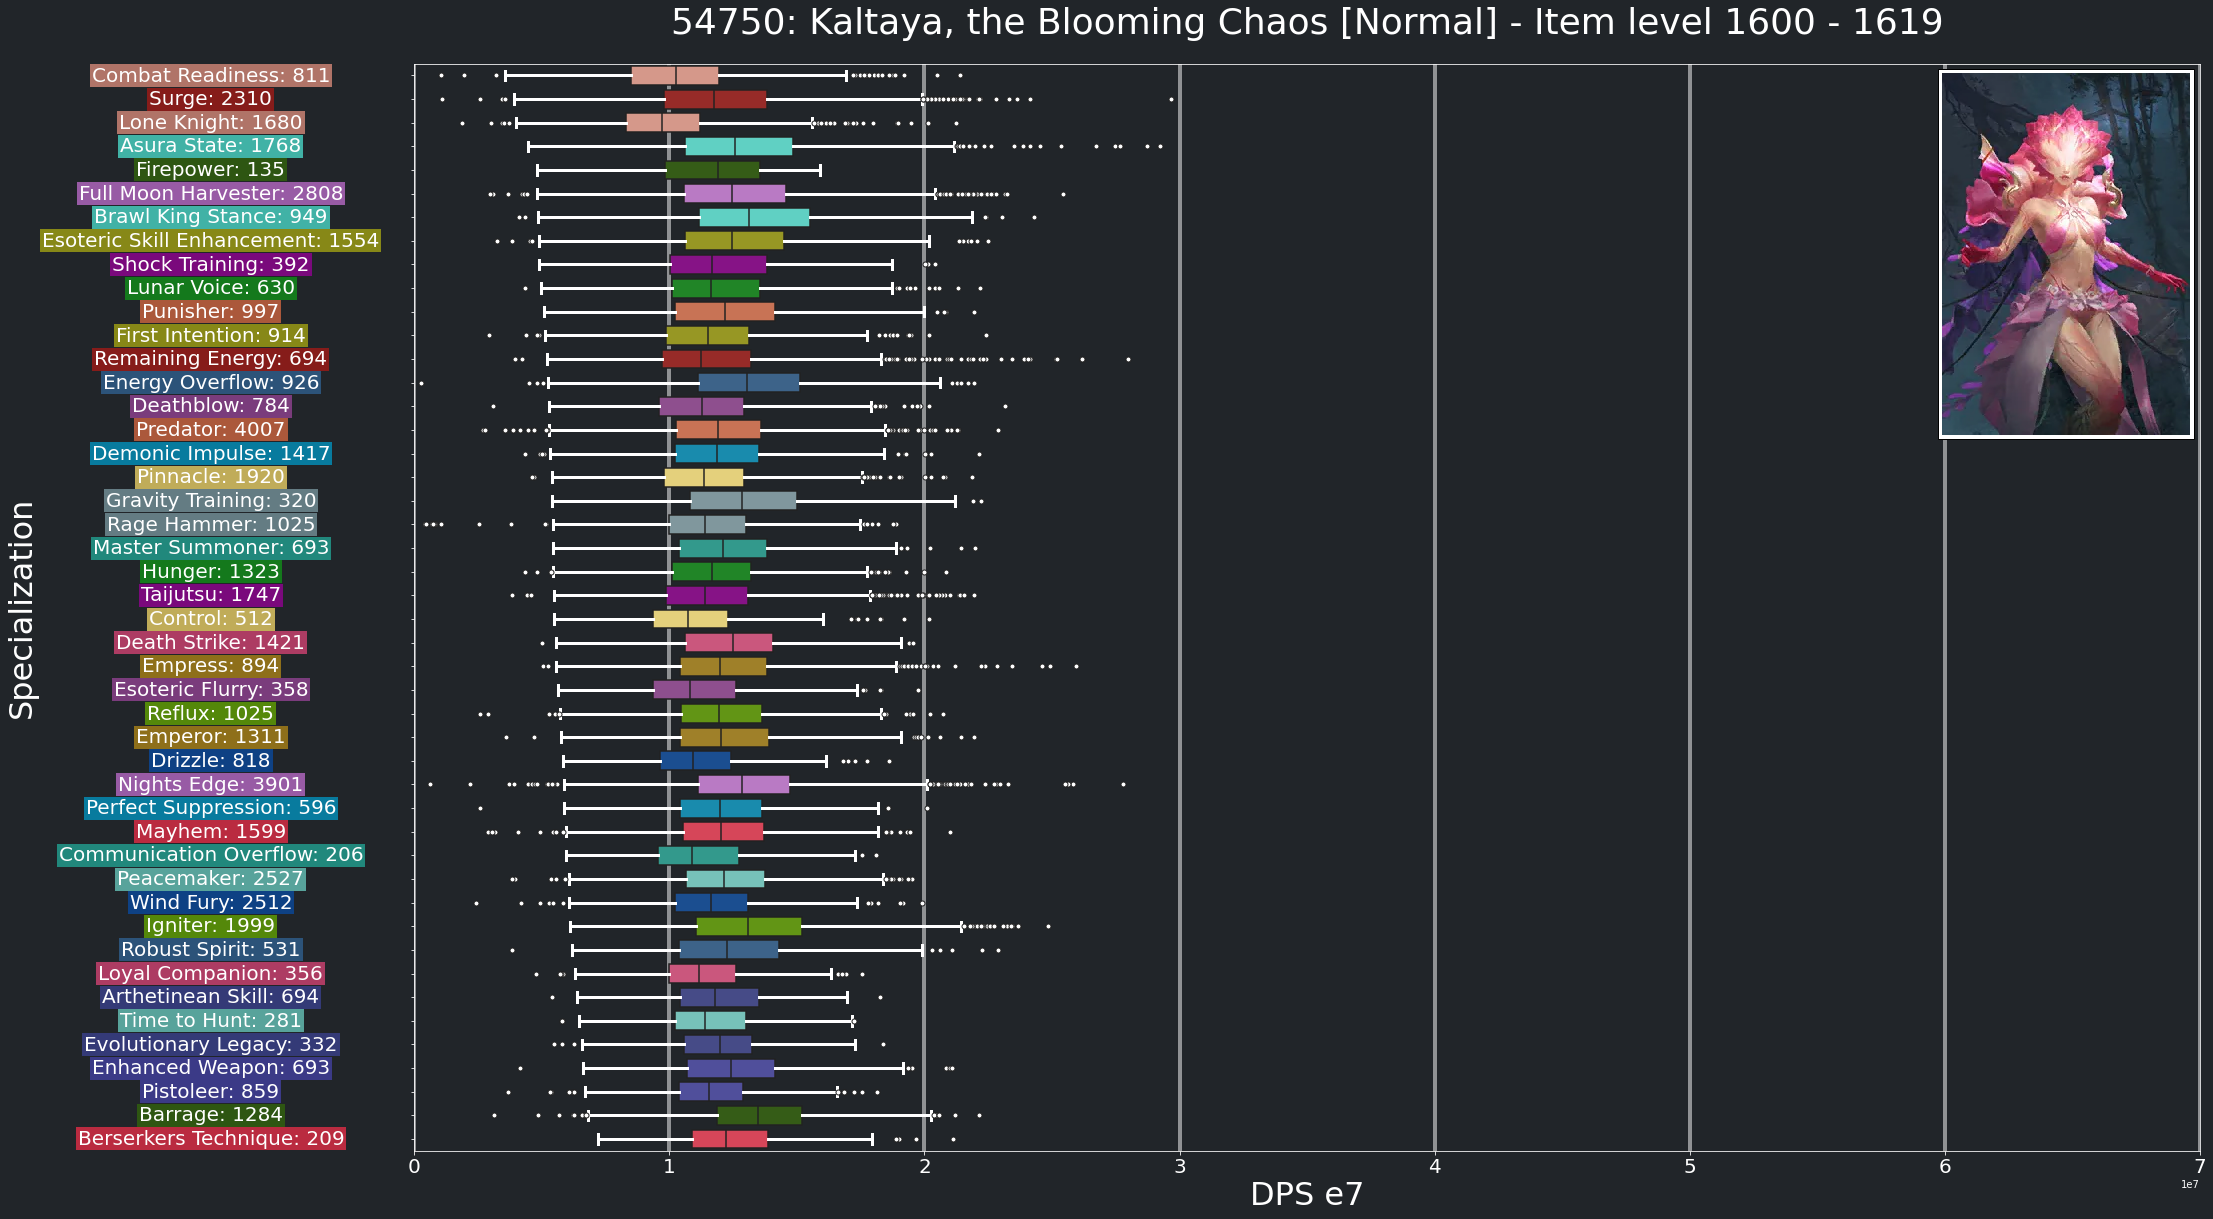 54750: Kaltaya, the Blooming Chaos [Normal] - Item level 1600 - 1619
Specialization
Combat Readiness: 811
Surge: 2310
Lone Knight: 1680
Asura State: 1768
Firepower: 135
Full Moon Harvester: 2808
Brawl King Stance: 949
Esoteric Skill Enhancement: 1554
Shock Training: 392
Lunar Voice: 630
Punisher: 997
First Intention: 914
Remaining Energy: 694
Energy Overflow: 926
Deathblow: 784
Predator: 4007
Demonic Impulse: 1417
Pinnacle: 1920
Gravity Training: 320
Rage Hammer: 1025
Master Summoner: 693
Hunger: 1323
Taijutsu: 1747
Control: 512
Death Strike: 1421
Empress: 894
Esoteric Flurry: 358
Reflux: 1025
Emperor: 1311
Drizzle: 818
Nights Edge: 3901
Perfect Suppression: 596
Mayhem: 1599
Communication Overflow: 206
Peacemaker: 2527
Wind Fury: 2512
Igniter: 1999
Robust Spirit: 531
Loyal Companion: 356
Arthetinean Skill: 694
Time to Hunt: 281
Evolutionary Legacy: 332
Enhanced Weapon: 693
Pistoleer: 859
Barrage: 1284
Berserkers Technique: 209
0 1 2 3 4 5 6 7
1e7
DPS e7